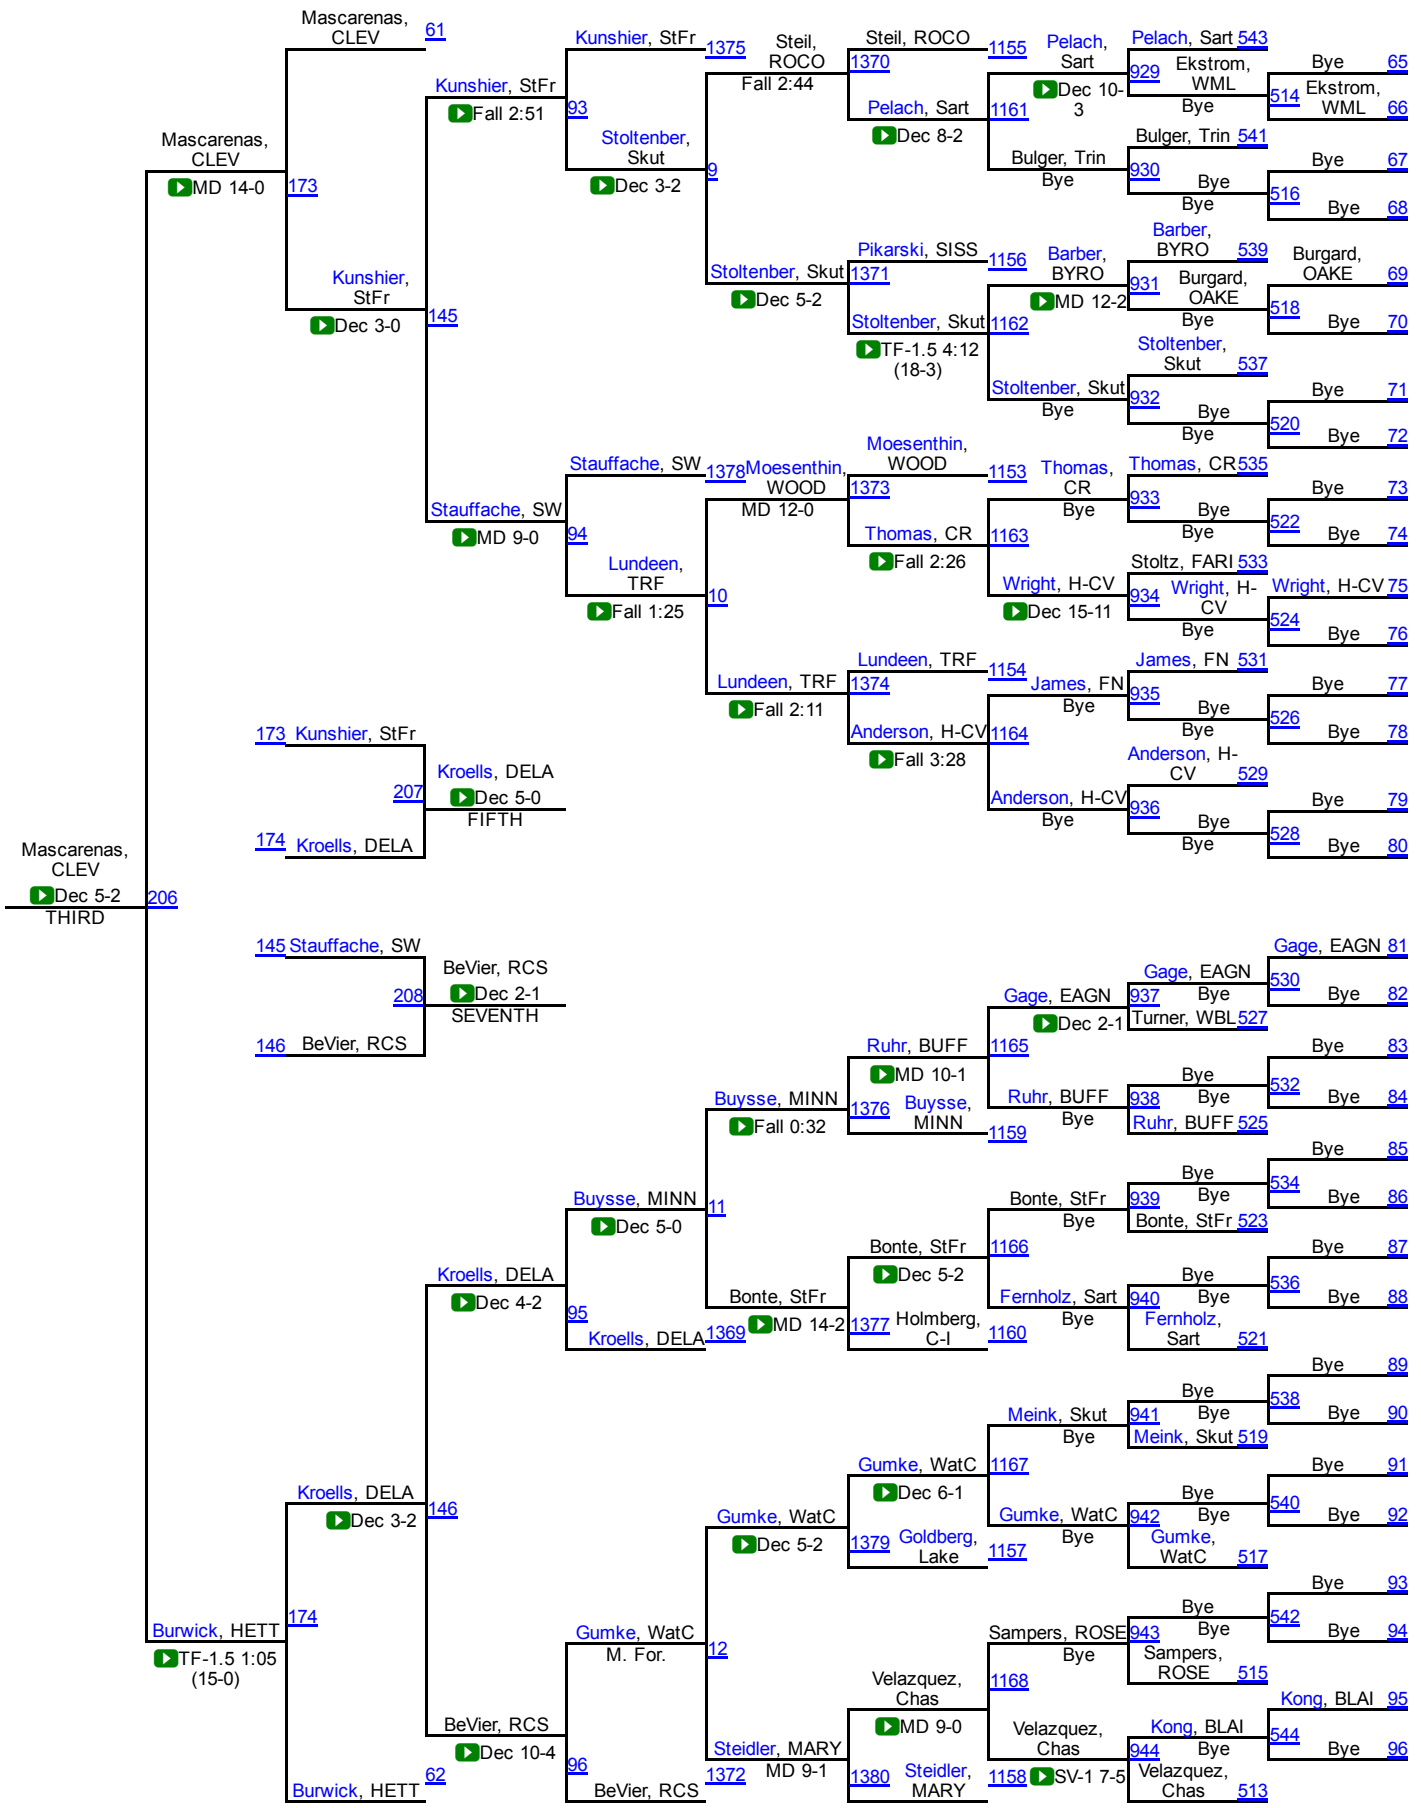 Mascarenas,
CLEV
61
Kunshier, StFr
1375
Steil,
ROCO
Fall 2:44
Steil, ROCO
1155
1370
Pelach,
Sart
Dec 10-
3
Pelach, Sart 543
929
Ekstrom,
WML
Bye
Bye 65
514
Ekstrom,
WML 66
Kunshier, StFr
Fall 2:51
93
Stoltenber,
Skut
Dec 3-2
9
Pelach, Sart
Dec 8-2
1161
Bulger, Trin
Bye
Bulger, Trin 541
930
Bye
Bye
Bye 67
516
Bye 68
Mascarenas,
CLEV
MD 14-0
173
Kunshier,
StFr
Dec 3-0
145
Stoltenber, Skut
Dec 5-2
Pikarski, SISS
1156
1371
Stoltenber, Skut
TF-1.5 4:12
(18-3)
1162
Barber,
BYRO
MD 12-2
Barber,
BYRO 539
931
Burgard,
OAKE
Bye
Burgard,
OAKE 69
518
Bye 70
Stoltenber, Skut
Bye
Stoltenber,
Skut 537
932
Bye
Bye
Bye 71
520
Bye 72
Stauffache, SW
MD 9-0
Stauffache, SW
1378
94
Lundeen,
TRF
Fall 1:25
10
Moesenthin,
WOOD
MD 12-0
Moesenthin,
WOOD
1153
1373
Thomas, CR
Fall 2:26
1163
Thomas,
CR
Bye
Thomas, CR 535
933
Bye
Bye
Bye 73
522
Bye 74
Wright, H-CV
Dec 15-11
Stoltz, FARI 533
934
Wright, H-
CV
Bye
Wright, H-CV 75
524
Bye 76
Lundeen, TRF
Fall 2:11
Lundeen, TRF
1154
1374
Anderson, H-CV
Fall 3:28
1164
James, FN
Bye
James, FN 531
935
Bye
Bye
Bye 77
526
Bye 78
Anderson, H-CV
Bye
Anderson, H-
CV 529
936
Bye
Bye
Bye 79
528
Bye 80
173 Kunshier, StFr
207
Kroells, DELA
Dec 5-0
FIFTH
174 Kroells, DELA
Mascarenas,
CLEV
Dec 5-2
THIRD
206
145 Stauffache, SW
208
BeVier, RCS
Dec 2-1
SEVENTH
146 BeVier, RCS
Gage, EAGN
Dec 2-1
Gage, EAGN
937
Bye
Turner, WBL 527
Gage, EAGN 81
530
Bye 82
Buysse, MINN
Fall 0:32
Ruhr, BUFF
MD 10-1
1165
1376
Buysse,
MINN
1159
Ruhr, BUFF
Bye
Bye
938
Bye
Ruhr, BUFF 525
Bye 83
532
Bye 84
Buysse, MINN
Dec 5-0
11
Bonte, StFr
Bye
Bye
939
Bye
Bonte, StFr 523
Bye 85
534
Bye 86
Kroells, DELA
Dec 4-2
95
Kroells, DELA
1369
Bonte, StFr
MD 14-2
Bonte, StFr
Dec 5-2
1166
1377
Holmberg,
C-I
1160
Fernholz, Sart
Bye
Bye
940
Bye
Fernholz,
Sart 521
Bye 87
536
Bye 88
Kroells, DELA
Dec 3-2
146
Gumke, WatC
Dec 5-2
Gumke, WatC
Dec 6-1
1167
1379
Goldberg,
Lake
1157
Meink, Skut
Bye
Bye
941
Bye
Meink, Skut 519
Bye 89
538
Bye 90
Gumke, WatC
Bye
Bye
942
Bye
Gumke,
WatC 517
Bye 91
540
Bye 92
Burwick, HETT
TF-1.5 1:05
(15-0)
174
Burwick, HETT
62
BeVier, RCS
Dec 10-4
Gumke, WatC
M. For.
12
96
BeVier, RCS
1372
Steidler, MARY
MD 9-1
Velazquez,
Chas
MD 9-0
1168
1380
Steidler,
MARY
1158
Sampers, ROSE
Bye
Bye
943
Bye
Sampers,
ROSE 515
Bye 93
542
Bye 94
Velazquez,
Chas
SV-1 7-5
Kong, BLAI
944
Bye
Velazquez,
Chas 513
Kong, BLAI 95
544
Bye 96